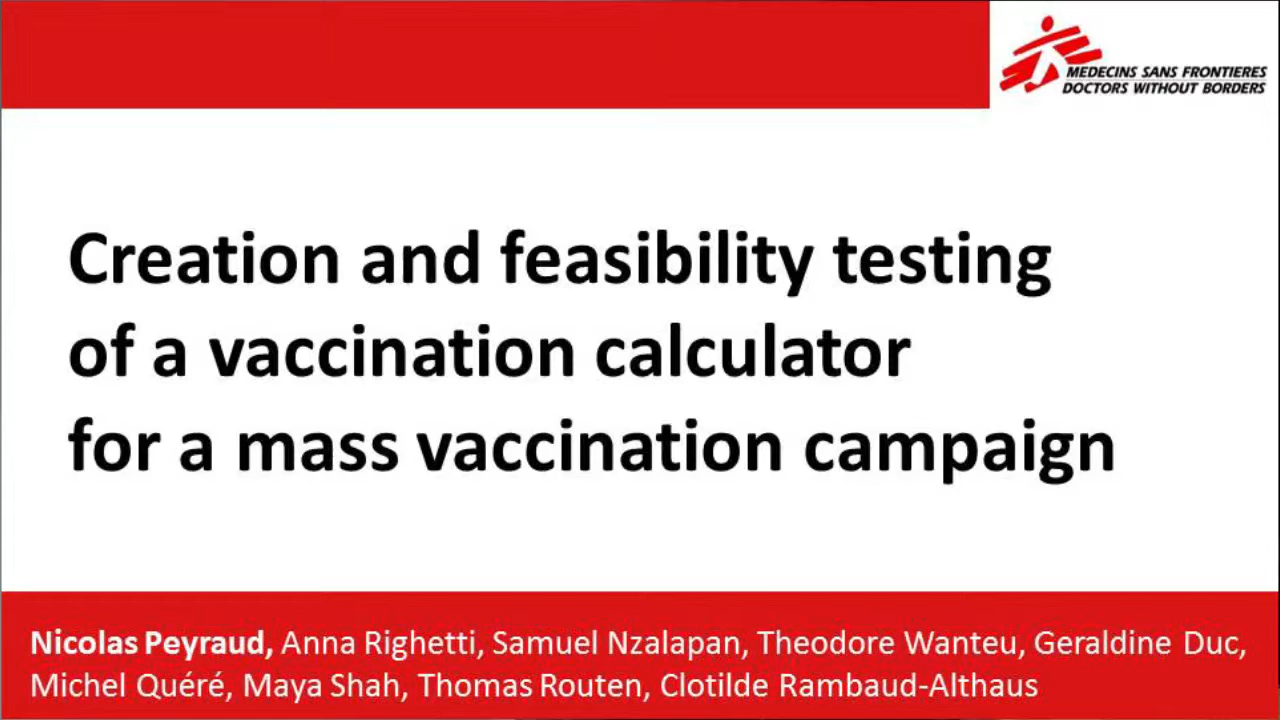 MEDECINS SANS FRONTIERES
DOCTORS WITHOUT BORDERS
Creation and feasibility testing
of a vaccination calculator
for a mass vaccination campaign
Nicolas Peyraud, Anna Righetti, Samuel Nzalapan, Theodore Wanteu, Geraldine Duc,
Michel Quéré, Maya Shah, Thomas Routen, Clotilde Rambaud-Althaus